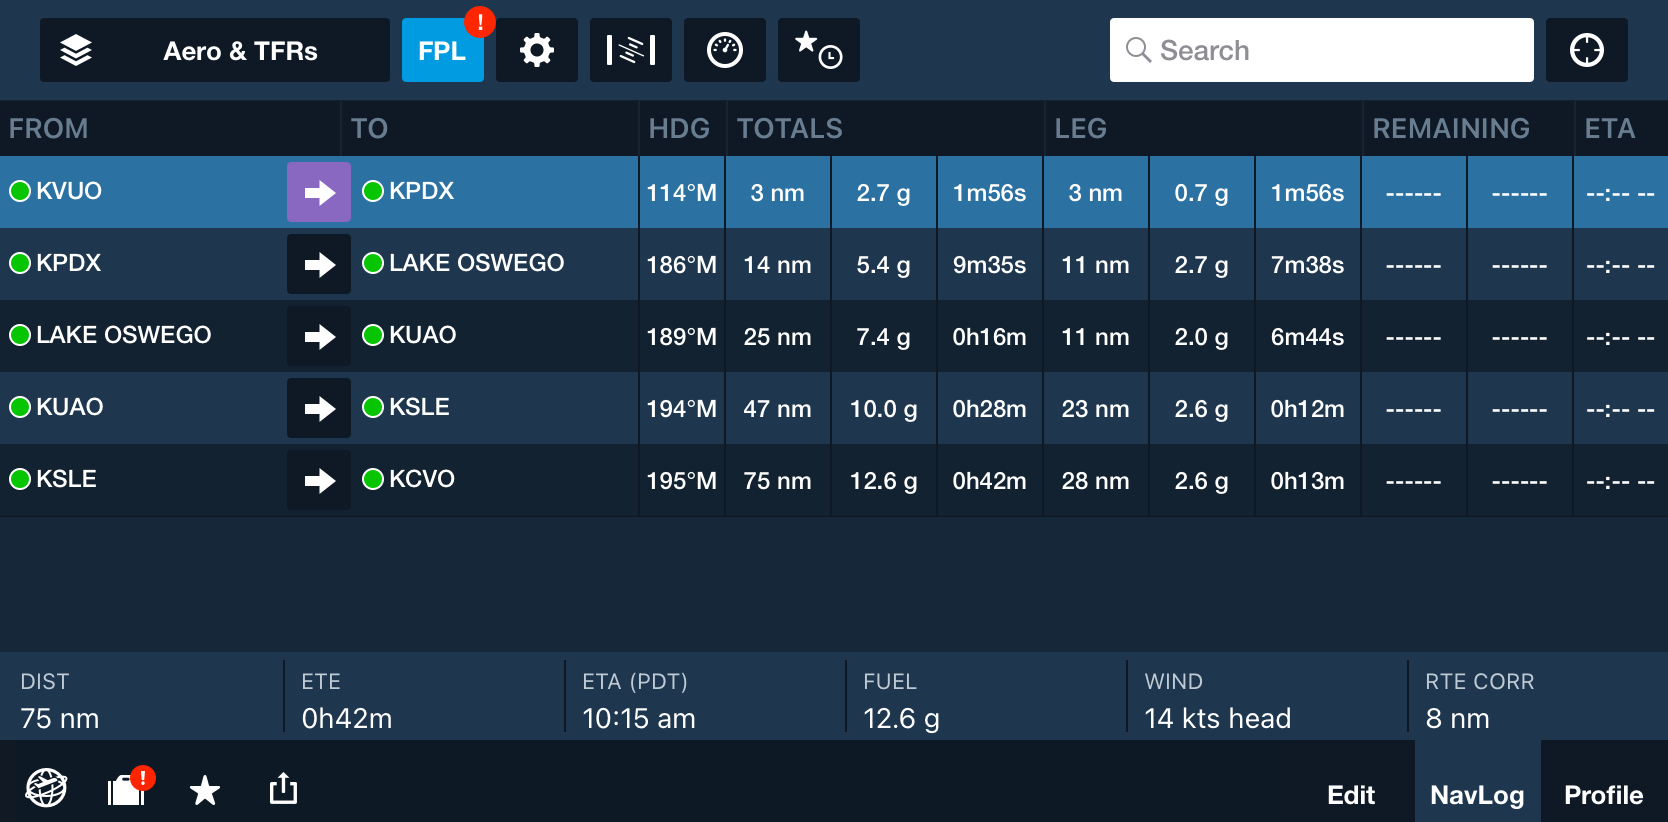 Aero & TFRs FPL ! Search
FROM TO HDG TOTALS LEG REMAINING ETA
KVUO KPDX 114°M 3 nm 2.7 g 1m56s 3 nm 0.7 g 1m56s ------ ------ --:-- --
KPDX LAKE OSWEGO 186°M 14 nm 5.4 g 9m35s 11 nm 2.7 g 7m38s ------ ------ --:-- --
LAKE OSWEGO KUAO 189°M 25 nm 7.4 g 0h16m 11 nm 2.0 g 6m44s ------ ------ --:-- --
KUAO KSLE 194°M 47 nm 10.0 g 0h28m 23 nm 2.6 g 0h12m ------ ------ --:-- --
KSLE KCVO 195°M 75 nm 12.6 g 0h42m 28 nm 2.6 g 0h13m ------ ------ --:-- --
DIST ETE ETA (PDT) FUEL WIND RTE CORR
75 nm 0h42m 10:15 am 12.6 g 14 kts head 8 nm
! Edit NavLog Profile